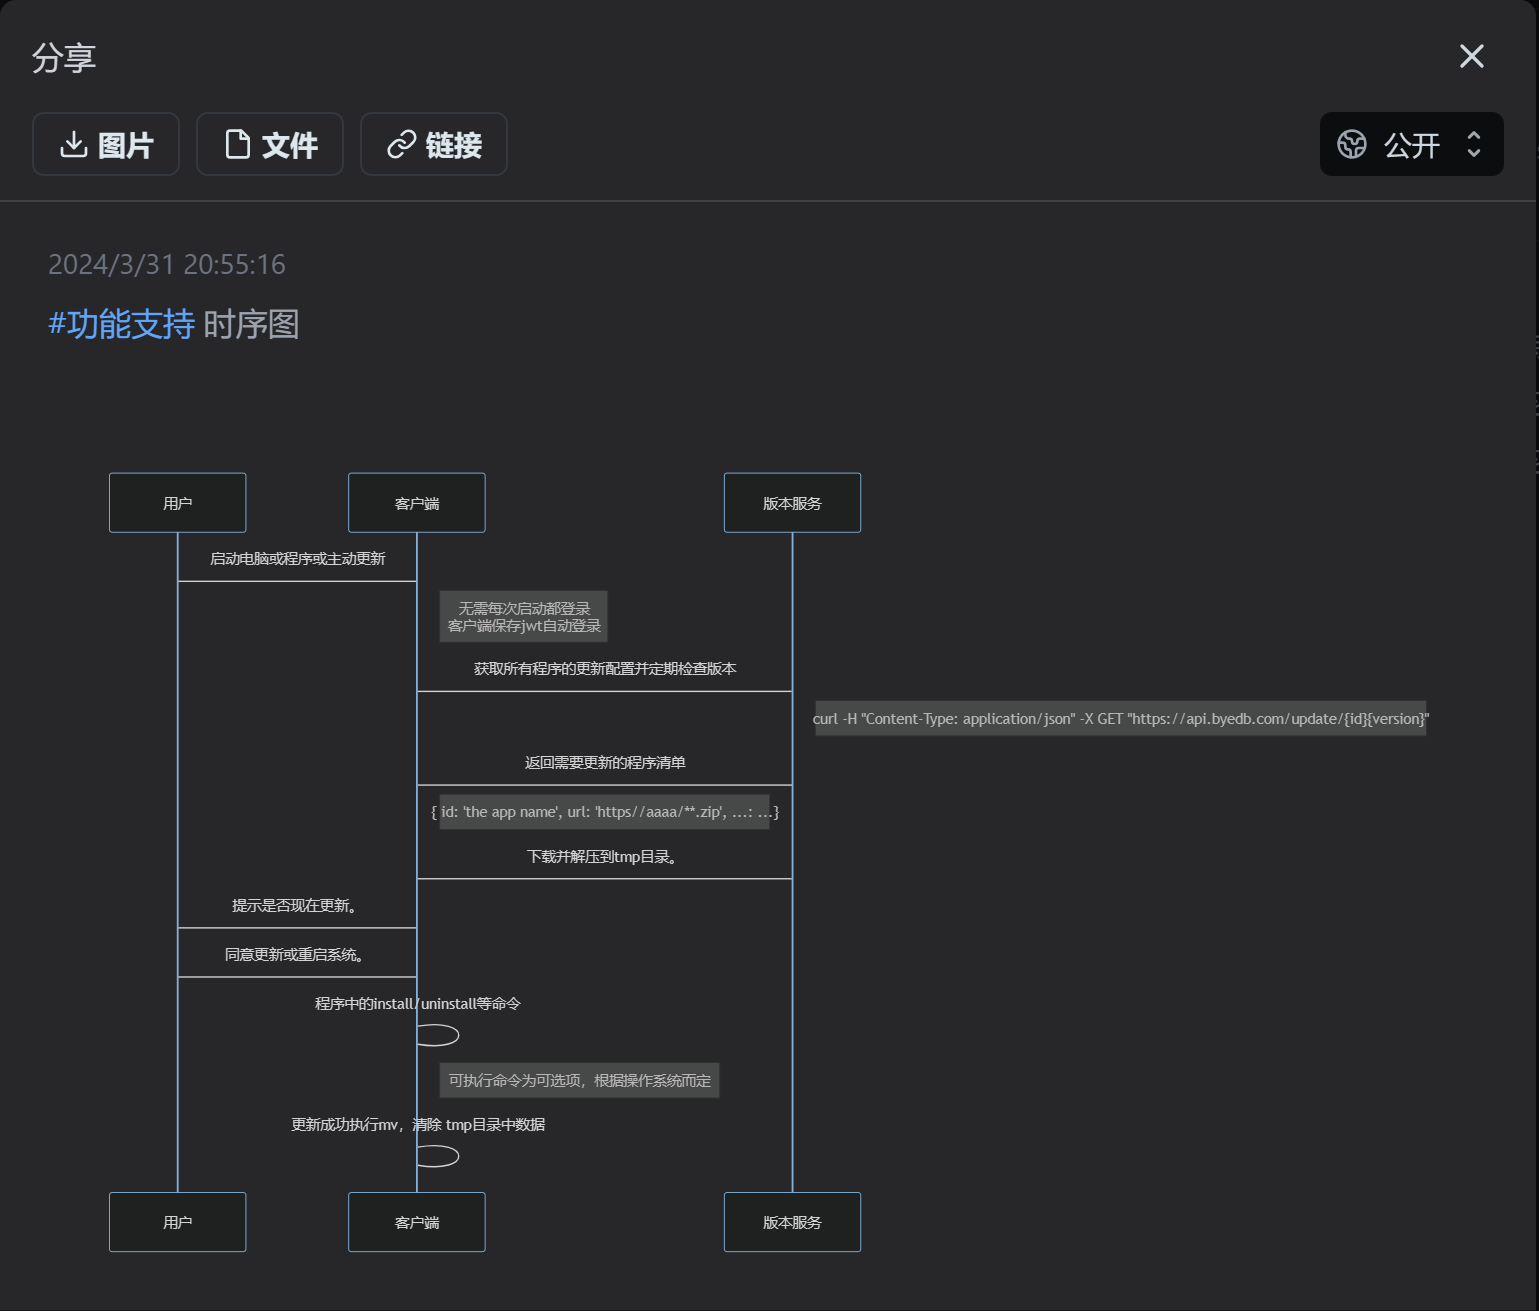 分享
图片 文件 链接 公开
2024/3/31 20:55:16
#功能支持 时序图
用户 客户端 版本服务
启动电脑或程序或主动更新
无需每次启动都登录
客户端保存jwt自动登录
获取所有程序的更新配置并定期检查版本
curl -H "Content-Type: application/json" -X GET "https://api.byedb.com/update/{id}{version}"
返回需要更新的程序清单
{ id: 'the app name', url: 'https//aaaa/**.zip', ...: ...}
下载并解压到tmp目录。
提示是否现在更新。
同意更新或重启系统。
程序中的install/uninstall等命令
可执行命令为可选项，根据操作系统而定
更新成功执行mv，清除 tmp目录中数据
用户 客户端 版本服务